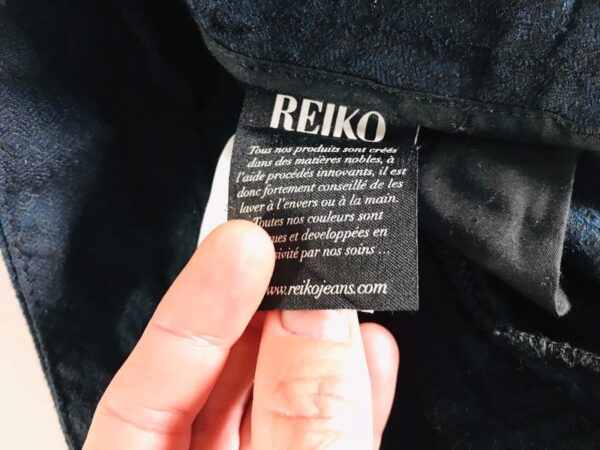 REIKO
Tous nos produits sont créés
dans des matières nobles, à
l'aide procédés innovants, il est
donc fortement conseillé de les
laver à l'envers ou à la main.
Toutes nos couleurs sont
et developpées en
par nos soins ...
www.reikojeans.com